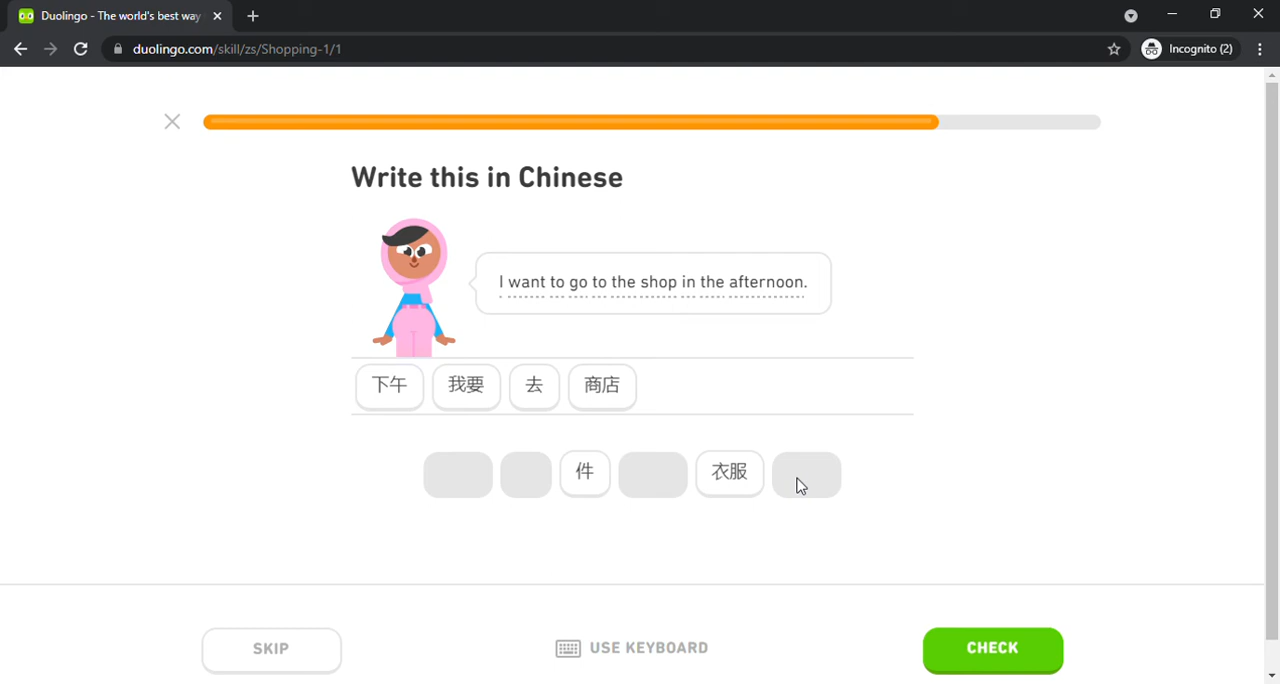 Duolingo - The world's best way
duolingo.com/skill/zs/Shopping-1/1
Incognito (2)
Write this in Chinese
I want to go to the shop in the afternoon.
下午 我要 去 商店
件 衣服
SKIP
USE KEYBOARD
CHECK